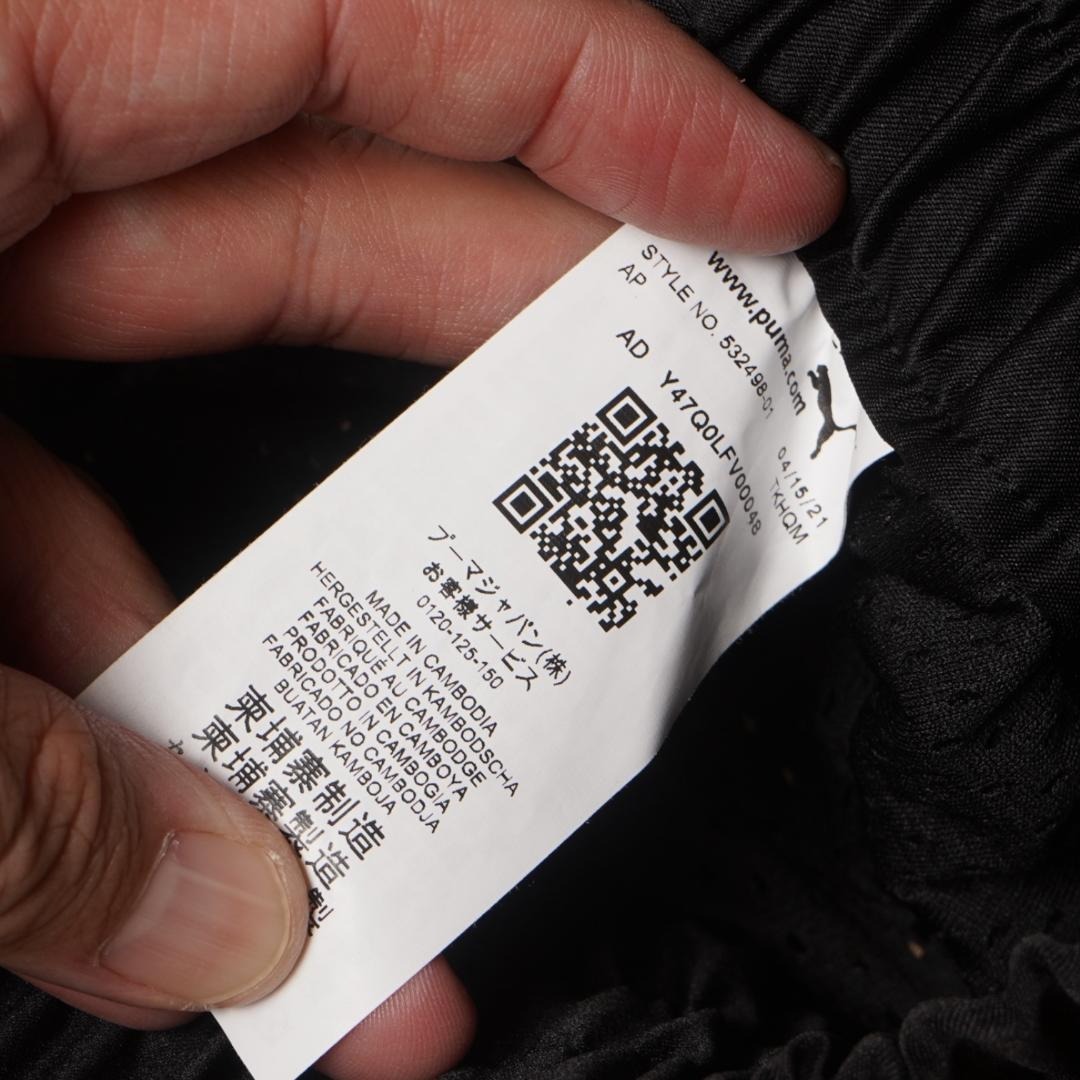 www.puma.com
STYLE NO. 532498-01
AP
04/15/21
TKHQM
AD Y47Q0LFV00048
プーマジャパン(株)
お客様サービス
0120-125-150
MADE IN CAMBODIA
HERGESTELLT IN KAMBODSCHA
FABRIQUÉ AU CAMBODGE
FABRICADO EN CAMBOYA
PRODOTTO IN CAMBOGIA
FABRICADO NO CAMBODJA
BUATAN KAMBOJA
柬埔寨制造
柬埔寨製造